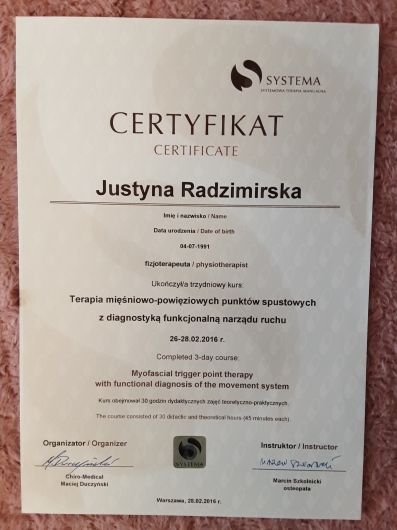 SYSTEMA
SYSTEMOWA TERAPIA MANUALNA
CERTYFIKAT
CERTIFICATE
Justyna Radzimirska
Imię i nazwisko / Name
Data urodzenia / Date of birth
04-07-1991
fizjoterapeuta / physiotherapist
Ukończył/a trzydniowy kurs:
Terapia mięśniowo-powięziowych punktów spustowych
z diagnostyką funkcjonalną narządu ruchu
26-28.02.2016 r.
Completed 3-day course:
Myofascial trigger point therapy
with functional diagnosis of the movement system
Kurs obejmował 30 godzin dydaktycznych zajęć teoretyczno-praktycznych.
The course consisted of 30 didactic and theoretical hours (45 minutes each).
Organizator / Organizer
Instruktor / Instructor
SYSTEMA
Chiro-Medical
Maciej Duczyński
Marcin Szkolnicki
osteopata
Warszawa, 28.02.2016 r.